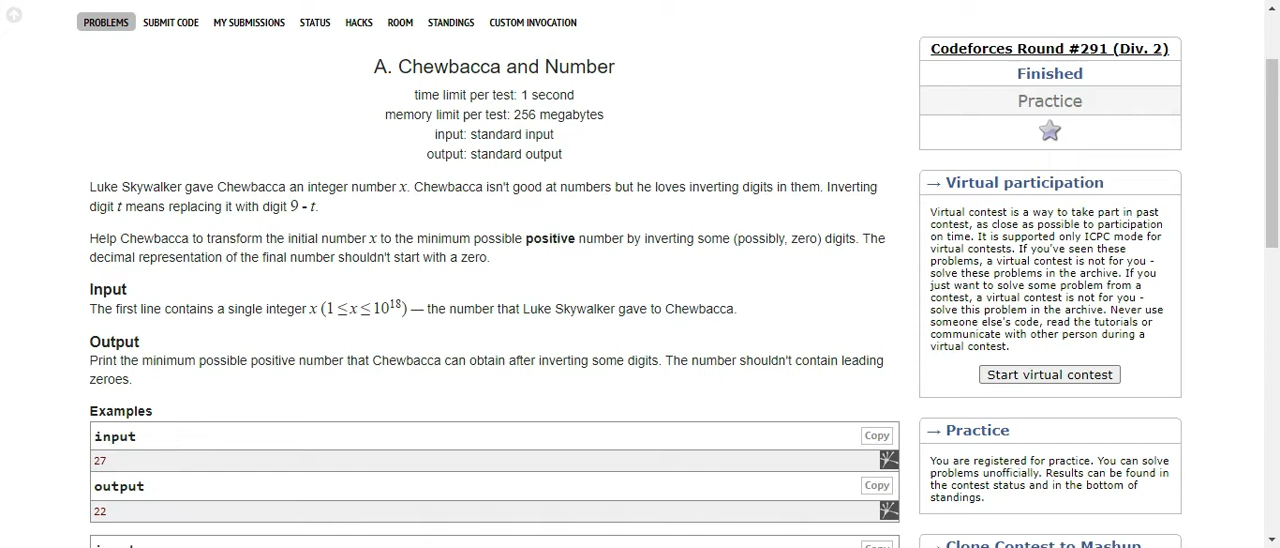 PROBLEMS SUBMIT CODE MY SUBMISSIONS STATUS HACKS ROOM STANDINGS CUSTOM INVOCATION
A. Chewbacca and Number
time limit per test: 1 second
memory limit per test: 256 megabytes
input: standard input
output: standard output
Luke Skywalker gave Chewbacca an integer number x. Chewbacca isn't good at numbers but he loves inverting digits in them. Inverting
digit t means replacing it with digit 9 - t.
Help Chewbacca to transform the initial number x to the minimum possible positive number by inverting some (possibly, zero) digits. The
decimal representation of the final number shouldn't start with a zero.
Input
The first line contains a single integer x (1 ≤ x ≤ 10^18) — the number that Luke Skywalker gave to Chewbacca.
Output
Print the minimum possible positive number that Chewbacca can obtain after inverting some digits. The number shouldn't contain leading
zeroes.
Examples
input Copy
27
output Copy
22
Codeforces Round #291 (Div. 2)
Finished
Practice
→ Virtual participation
Virtual contest is a way to take part in past
contest, as close as possible to participation
on time. It is supported only ICPC mode for
virtual contests. If you've seen these
problems, a virtual contest is not for you -
solve these problems in the archive. If you
just want to solve some problem from a
contest, a virtual contest is not for you -
solve this problem in the archive. Never use
someone else's code, read the tutorials or
communicate with other person during a
virtual contest.
Start virtual contest
→ Practice
You are registered for practice. You can solve
problems unofficially. Results can be found in
the contest status and in the bottom of
standings.
→ Clone Contest to Mashup